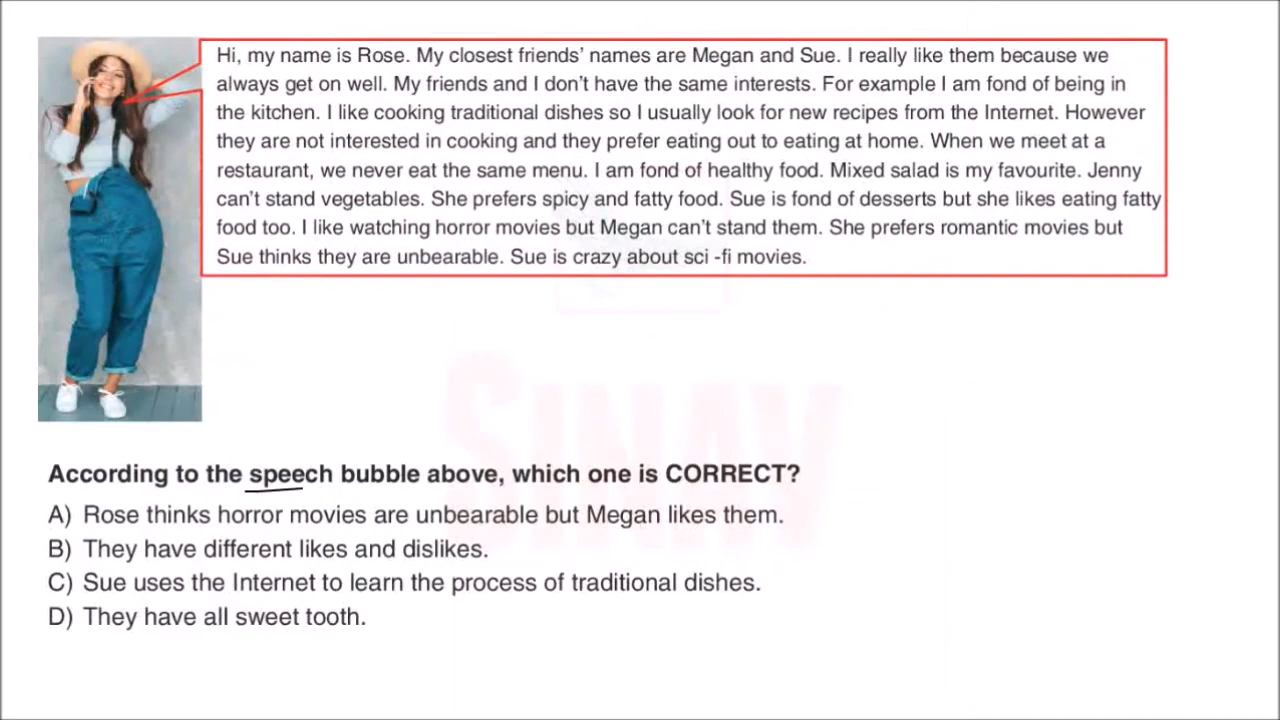 Hi, my name is Rose. My closest friends’ names are Megan and Sue. I really like them because we
always get on well. My friends and I don’t have the same interests. For example I am fond of being in
the kitchen. I like cooking traditional dishes so I usually look for new recipes from the Internet. However
they are not interested in cooking and they prefer eating out to eating at home. When we meet at a
restaurant, we never eat the same menu. I am fond of healthy food. Mixed salad is my favourite. Jenny
can’t stand vegetables. She prefers spicy and fatty food. Sue is fond of desserts but she likes eating fatty
food too. I like watching horror movies but Megan can’t stand them. She prefers romantic movies but
Sue thinks they are unbearable. Sue is crazy about sci -fi movies.
SINAV
According to the speech bubble above, which one is CORRECT?
A) Rose thinks horror movies are unbearable but Megan likes them.
B) They have different likes and dislikes.
C) Sue uses the Internet to learn the process of traditional dishes.
D) They have all sweet tooth.